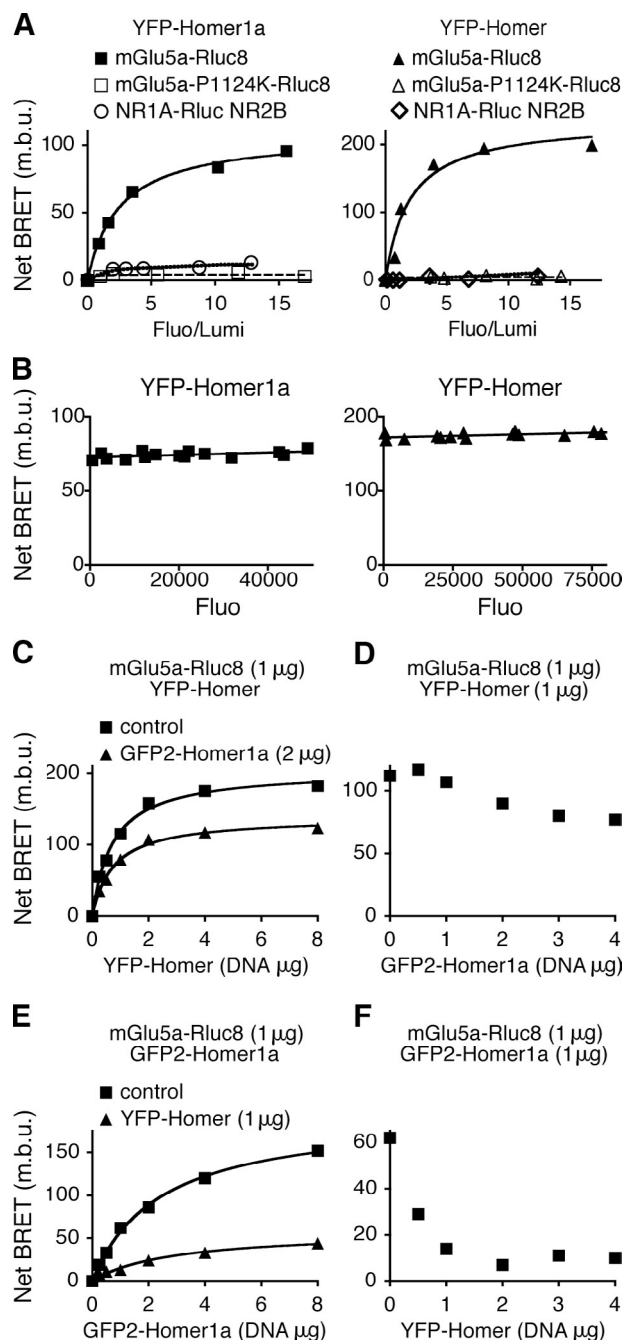 A
YFP-Homer1a
■ mGlu5a-Rluc8
□ mGlu5a-P1124K-Rluc8
○ NR1A-Rluc NR2B
Net BRET (m.b.u.)
100
50
0
0 5 10 15
Fluo/Lumi
YFP-Homer
▲ mGlu5a-Rluc8
△ mGlu5a-P1124K-Rluc8
◇ NR1A-Rluc NR2B
200
100
0
0 5 10 15
Fluo/Lumi
B
YFP-Homer1a
Net BRET (m.b.u.)
100
50
0
0 20000 40000
Fluo
YFP-Homer
200
100
0
0 25000 50000 75000
Fluo
C
mGlu5a-Rluc8 (1 µg)
YFP-Homer
■ control
▲ GFP2-Homer1a (2 µg)
Net BRET (m.b.u.)
200
100
0
0 2 4 6 8
YFP-Homer (DNA µg)
D
mGlu5a-Rluc8 (1 µg)
YFP-Homer (1 µg)
100
50
0
0 1 2 3 4
GFP2-Homer1a (DNA µg)
E
mGlu5a-Rluc8 (1 µg)
GFP2-Homer1a
■ control
▲ YFP-Homer (1 µg)
Net BRET (m.b.u.)
150
100
50
0
0 2 4 6 8
GFP2-Homer1a (DNA µg)
F
mGlu5a-Rluc8 (1 µg)
GFP2-Homer1a (1 µg)
60
40
20
0
0 1 2 3 4
YFP-Homer (DNA µg)